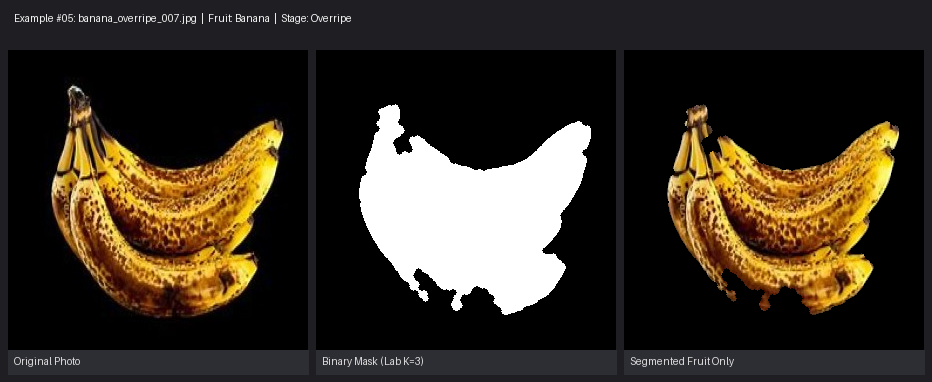 Example #05: banana_overripe_007.jpg | Fruit: Banana | Stage: Overripe
Original Photo
Binary Mask (Lab K=3)
Segmented Fruit Only